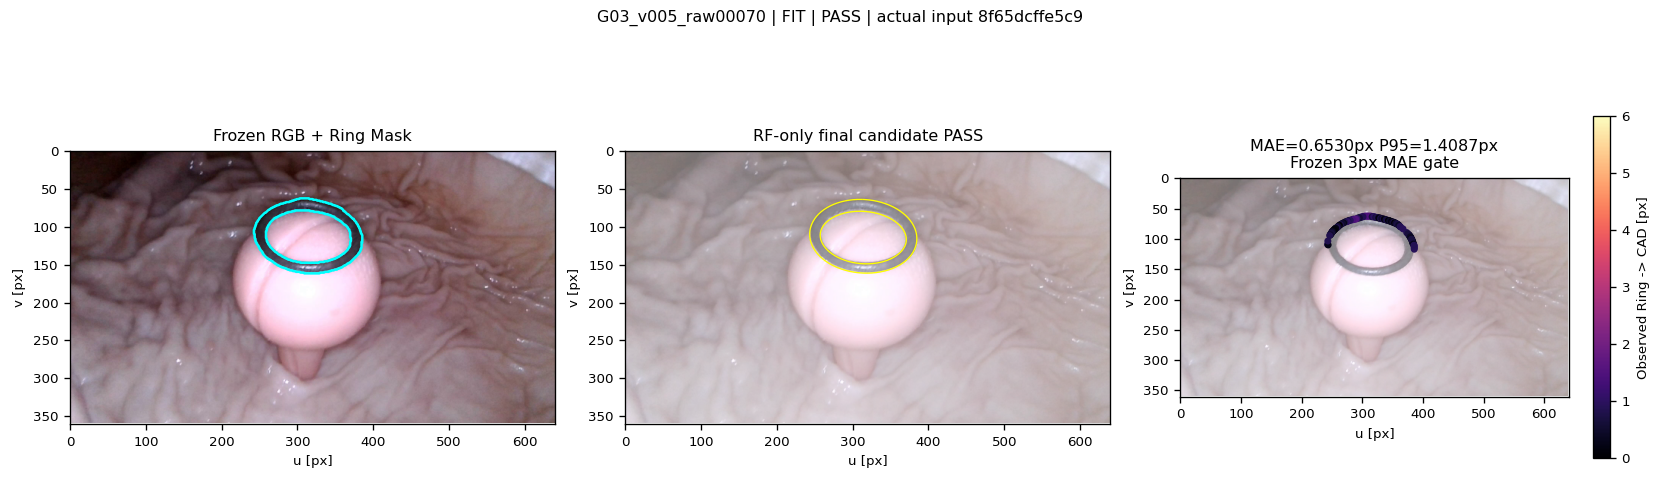 G03_v005_raw00070 | FIT | PASS | actual input 8f65dcffe5c9
Frozen RGB + Ring Mask
0
50
100
150
200
250
300
350
v [px]
0 100 200 300 400 500 600
u [px]
RF-only final candidate PASS
0
50
100
150
200
250
300
350
v [px]
0 100 200 300 400 500 600
u [px]
MAE=0.6530px P95=1.4087px
Frozen 3px MAE gate
0
50
100
150
200
250
300
350
v [px]
0 100 200 300 400 500 600
u [px]
6
5
4
3
2
1
0
Observed Ring -> CAD [px]